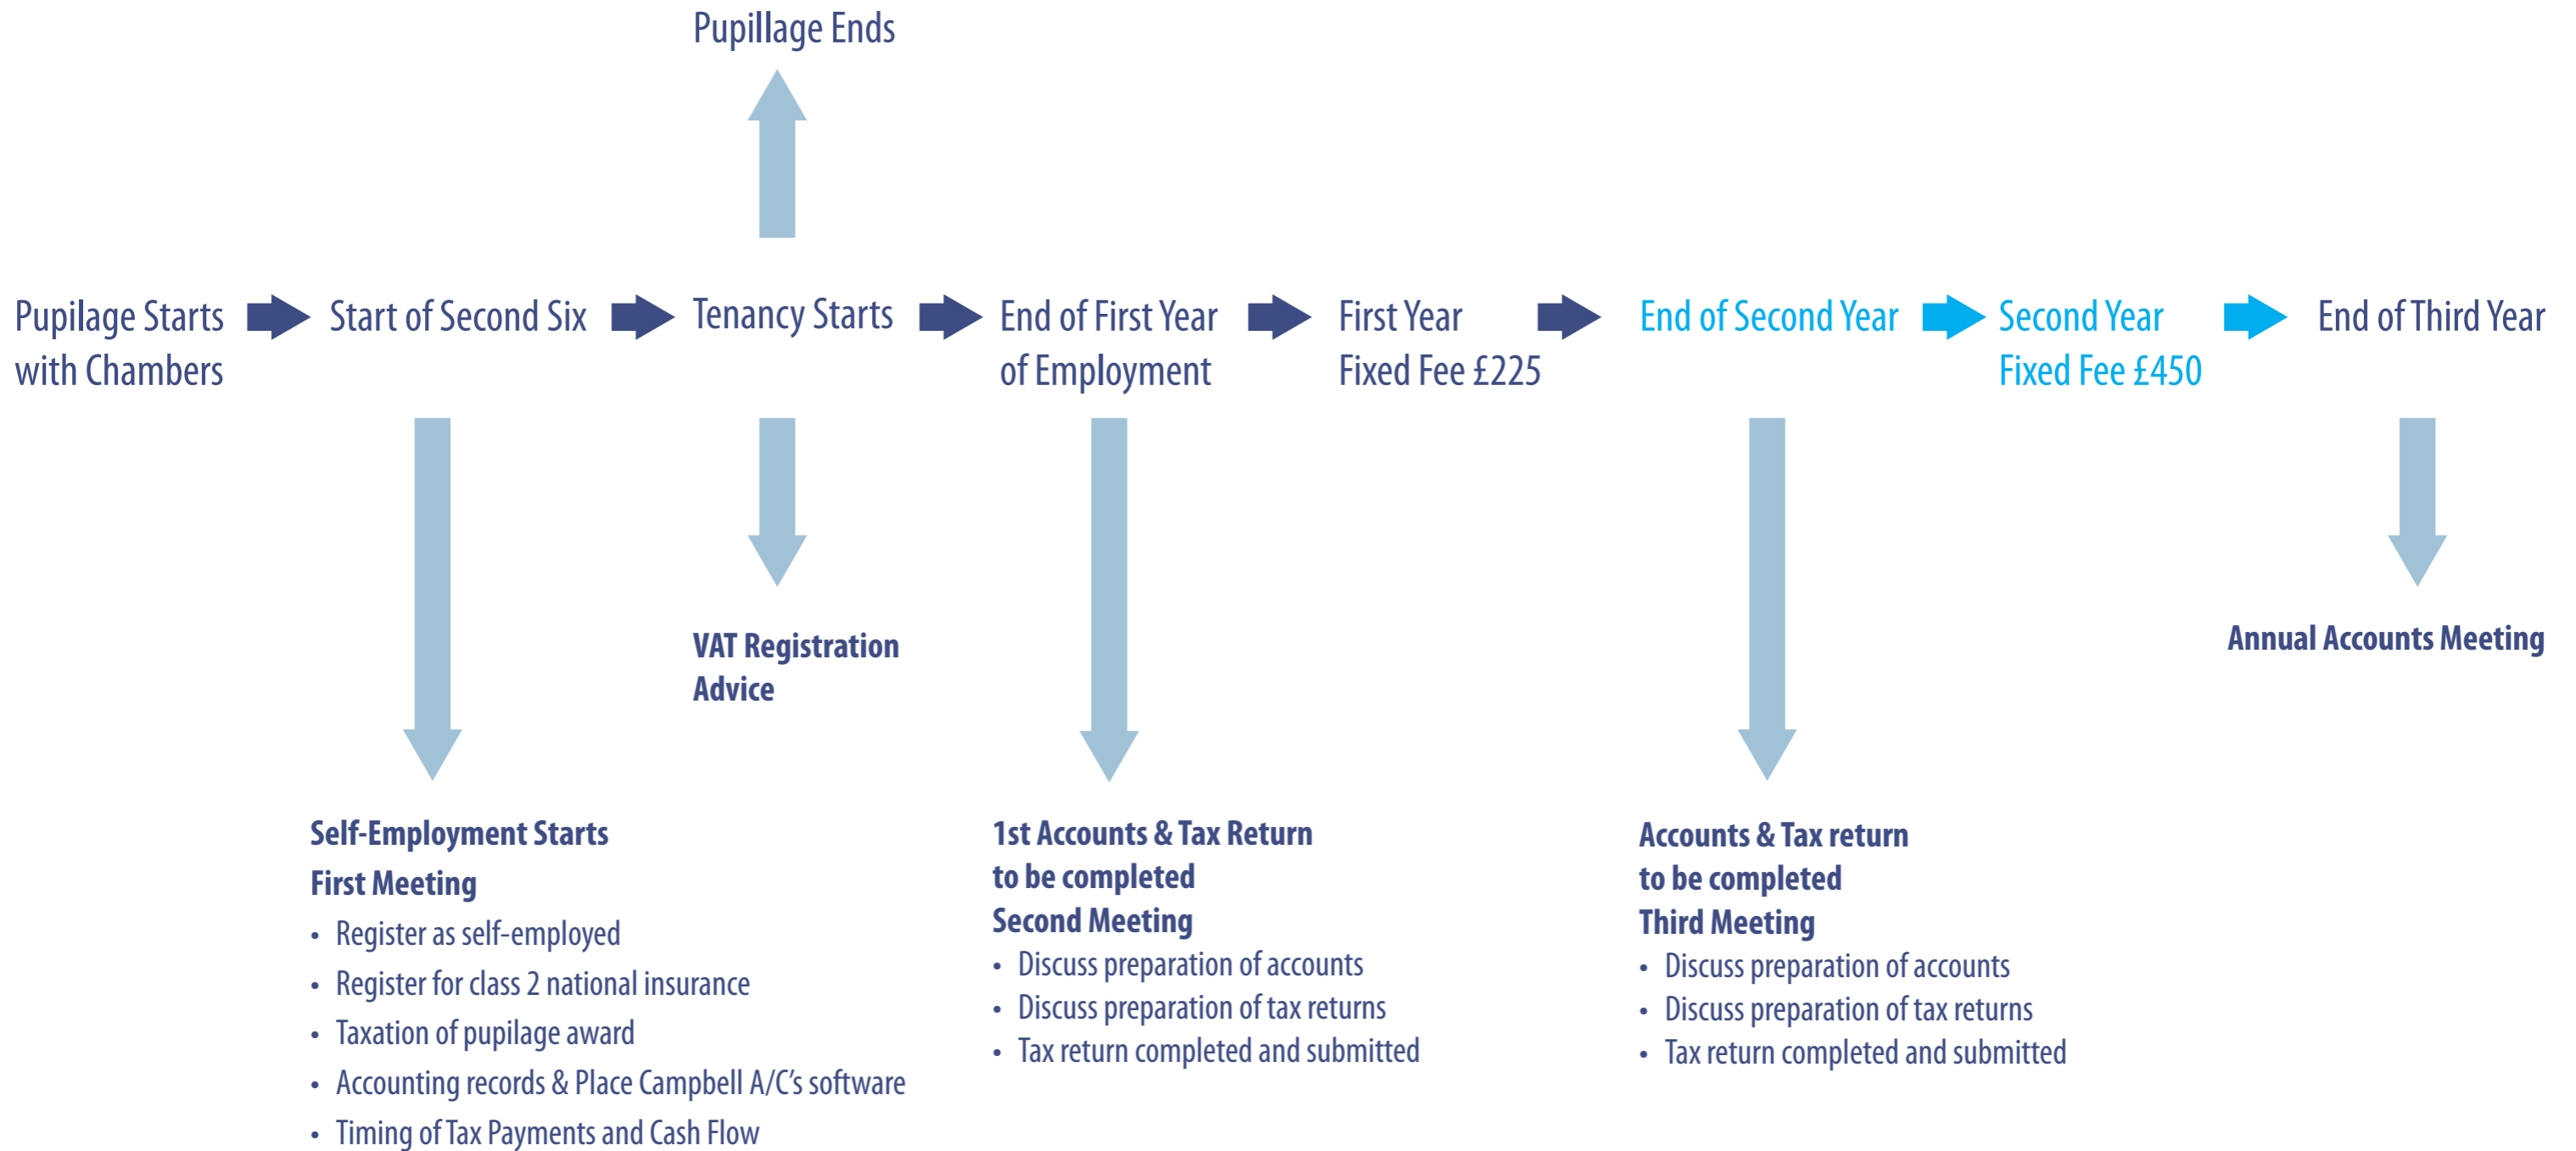 Pupillage Ends
Pupilage Starts
with Chambers
Start of Second Six
Tenancy Starts
End of First Year
of Employment
First Year
Fixed Fee £225
End of Second Year
Second Year
Fixed Fee £450
End of Third Year
VAT Registration
Advice
Annual Accounts Meeting
Self-Employment Starts
First Meeting
• Register as self-employed
• Register for class 2 national insurance
• Taxation of pupilage award
• Accounting records & Place Campbell A/C's software
• Timing of Tax Payments and Cash Flow
1st Accounts & Tax Return
to be completed
Second Meeting
• Discuss preparation of accounts
• Discuss preparation of tax returns
• Tax return completed and submitted
Accounts & Tax return
to be completed
Third Meeting
• Discuss preparation of accounts
• Discuss preparation of tax returns
• Tax return completed and submitted